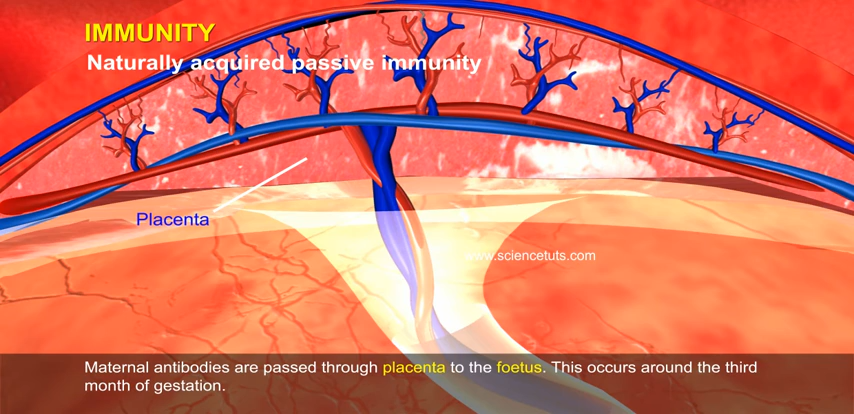 IMMUNITY
Naturally acquired passive immunity
Placenta
www.sciencetuts.com
Maternal antibodies are passed through placenta to the foetus. This occurs around the third
month of gestation.